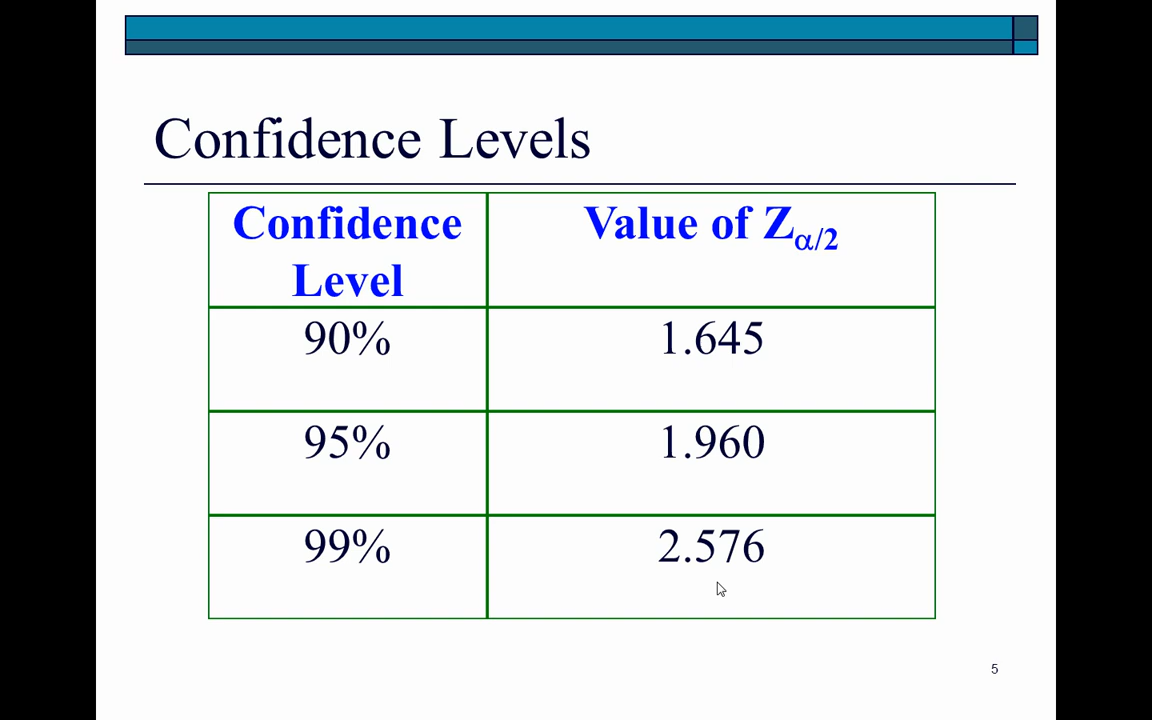 Confidence Levels
Confidence
Level
Value of Zα/2
90%
1.645
95%
1.960
99%
2.576
5